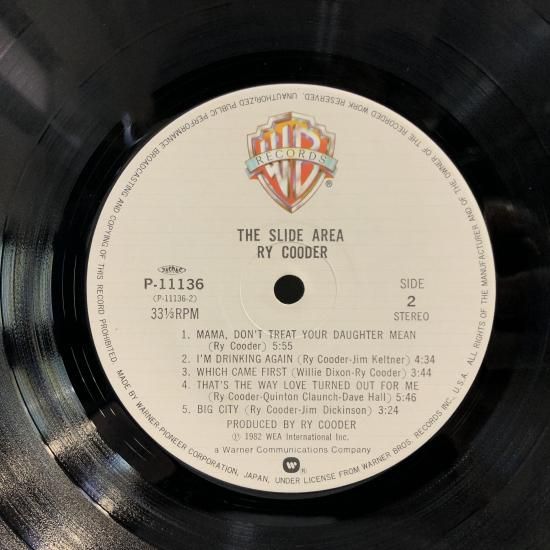 WB
RECORDS
®
THE SLIDE AREA
RY COODER
P-11136
(P-11136-2)
33⅓RPM
SIDE
2
STEREO
1. MAMA, DON'T TREAT YOUR DAUGHTER MEAN
(Ry Cooder) 5:55
2. I'M DRINKING AGAIN (Ry Cooder-Jim Keltner) 4:34
3. WHICH CAME FIRST (Willie Dixon-Ry Cooder) 3:44
4. THAT'S THE WAY LOVE TURNED OUT FOR ME
(Ry Cooder-Quinton Claunch-Dave Hall) 5:46
5. BIG CITY (Ry Cooder-Jim Dickinson) 3:24
PRODUCED BY RY COODER
℗ 1982 WEA International Inc.
a Warner Communications Company
®
MADE BY WARNER-PIONEER CORPORATION, JAPAN, UNDER LICENSE FROM WARNER BROS. RECORDS INC., U.S.A. ALL RIGHTS OF THE MANUFACTURER AND OF THE OWNER OF THE RECORDED WORK RESERVED. UNAUTHORIZED PUBLIC PERFORMANCE BROADCASTING AND COPYING OF THIS RECORD PROHIBITED.